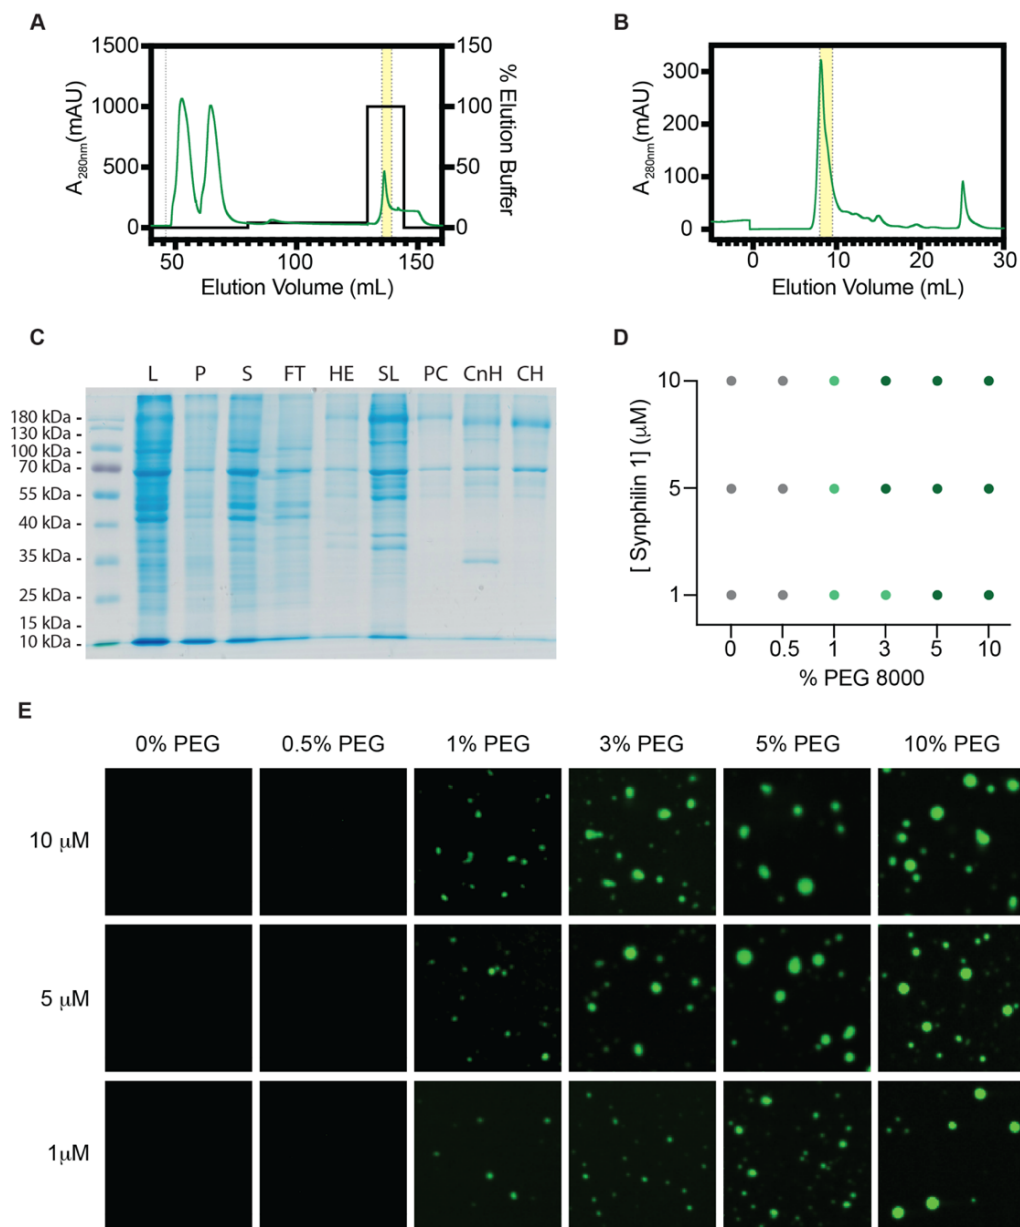 A
1500
1000
500
0
A280nm(mAU)
150
100
50
0
% Elution Buffer
50
100
150
Elution Volume (mL)
B
300
200
100
0
A280nm(mAU)
0
10
20
30
Elution Volume (mL)
C
L P S FT HE SL PC CnH CH
180 kDa -
130 kDa -
100 kDa -
70 kDa -
55 kDa -
40 kDa -
35 kDa -
25 kDa -
15 kDa -
10 kDa -
D
10
5
1
[ Synphilin 1] (μM)
0 0.5 1 3 5 10
% PEG 8000
E
0% PEG 0.5% PEG 1% PEG 3% PEG 5% PEG 10% PEG
10 μM
5 μM
1μM